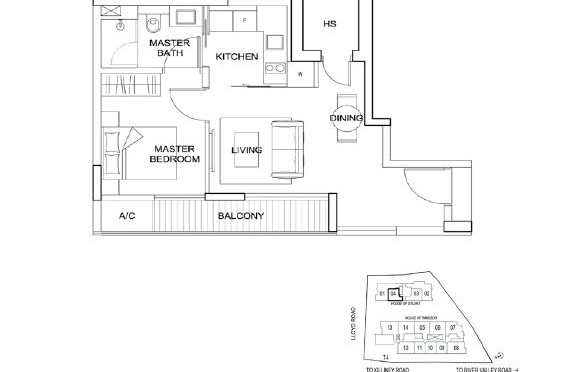 HS
MASTER
BATH
F
KITCHEN
W
DINING
MASTER
BEDROOM
LIVING
A/C
BALCONY
01
04
03
02
HOUSE OF STURT
LLOYD ROAD
HOUSE OF WINDSOR
13
14
05
06
07
12
11
10
09
08
TO KILLINEY ROAD
TO RIVER VALLEY ROAD →